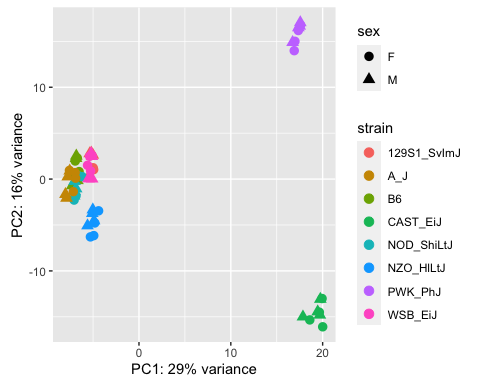 10
0
-10
PC2: 16% variance
0
10
20
PC1: 29% variance
sex
F
M
strain
129S1_SvImJ
A_J
B6
CAST_EiJ
NOD_ShiLtJ
NZO_HILtJ
PWK_PhJ
WSB_EiJ